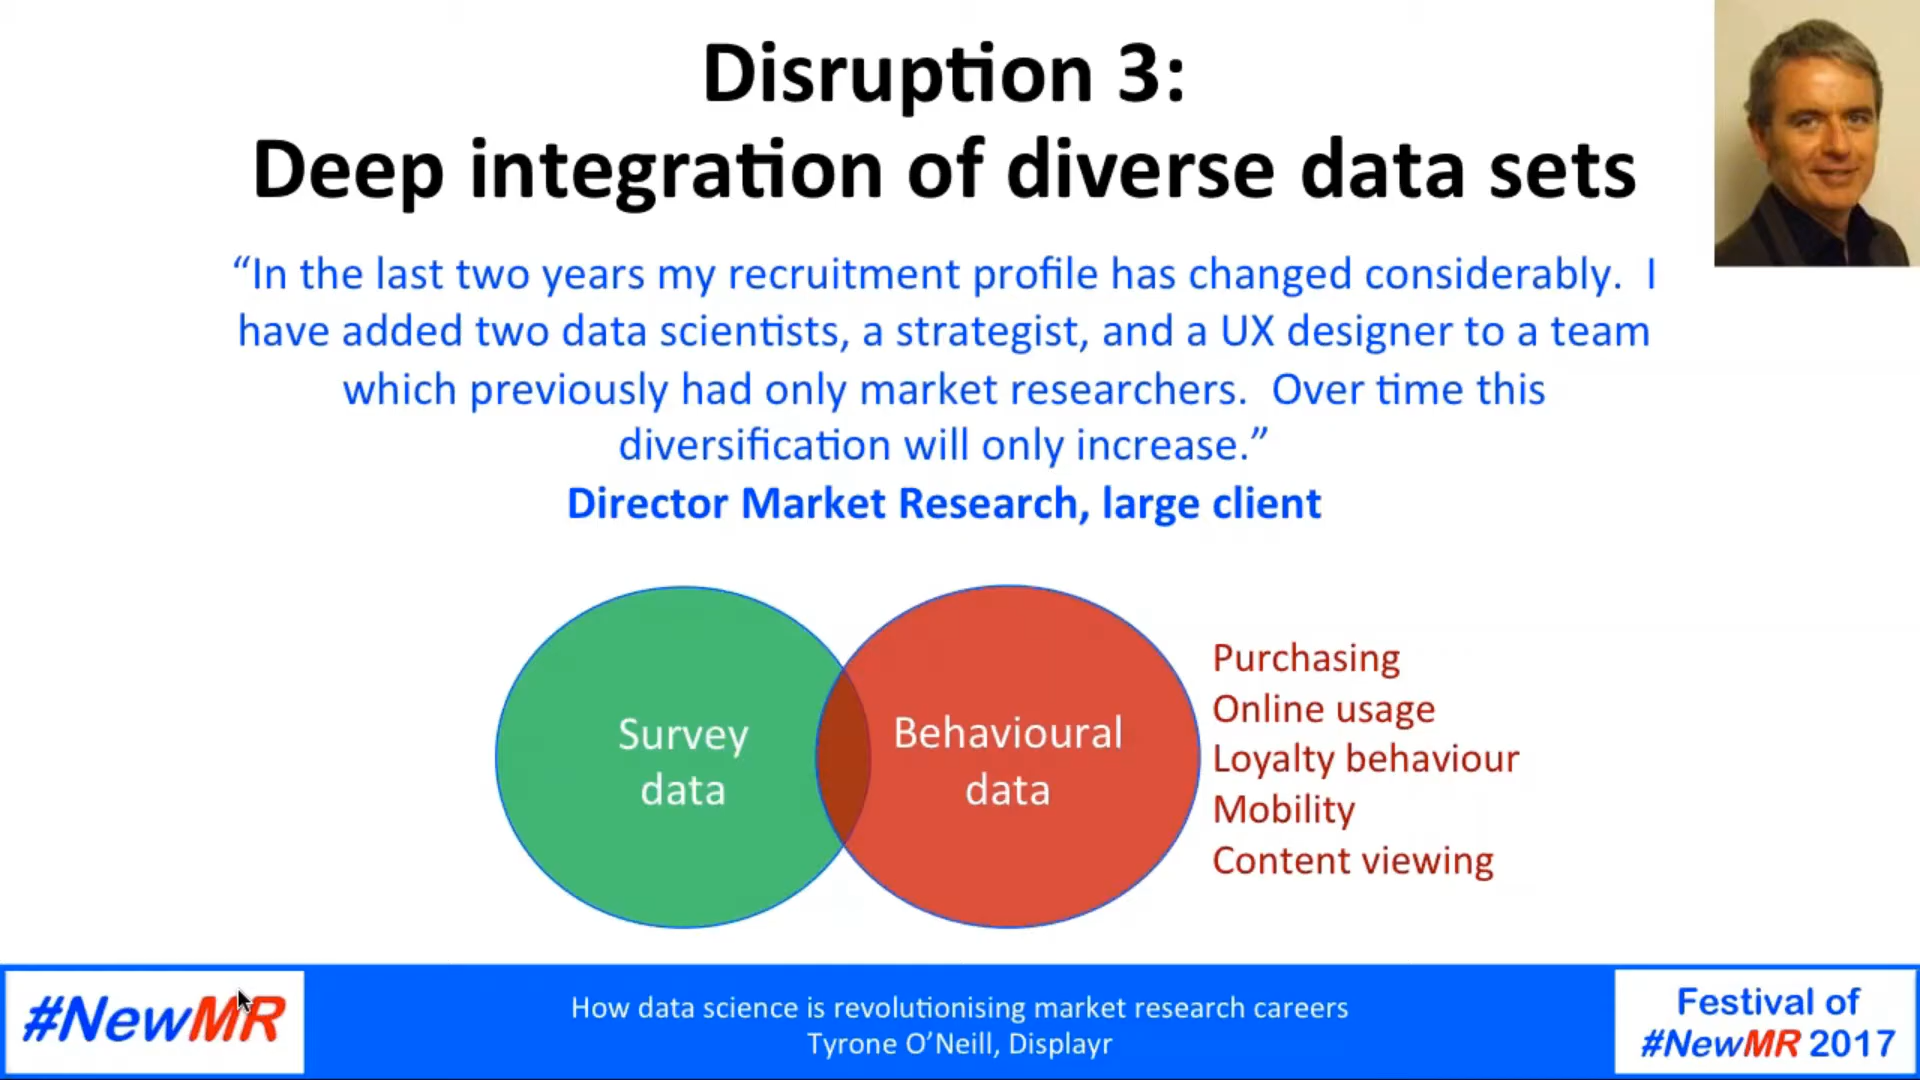 Disruption 3:
Deep integration of diverse data sets
“In the last two years my recruitment profile has changed considerably.  I
have added two data scientists, a strategist, and a UX designer to a team
which previously had only market researchers.  Over time this
diversification will only increase.”
Director Market Research, large client
Survey
data
Behavioural
data
Purchasing
Online usage
Loyalty behaviour
Mobility
Content viewing
#NewMR
How data science is revolutionising market research careers
Tyrone O’Neill, Displayr
Festival of
#NewMR 2017